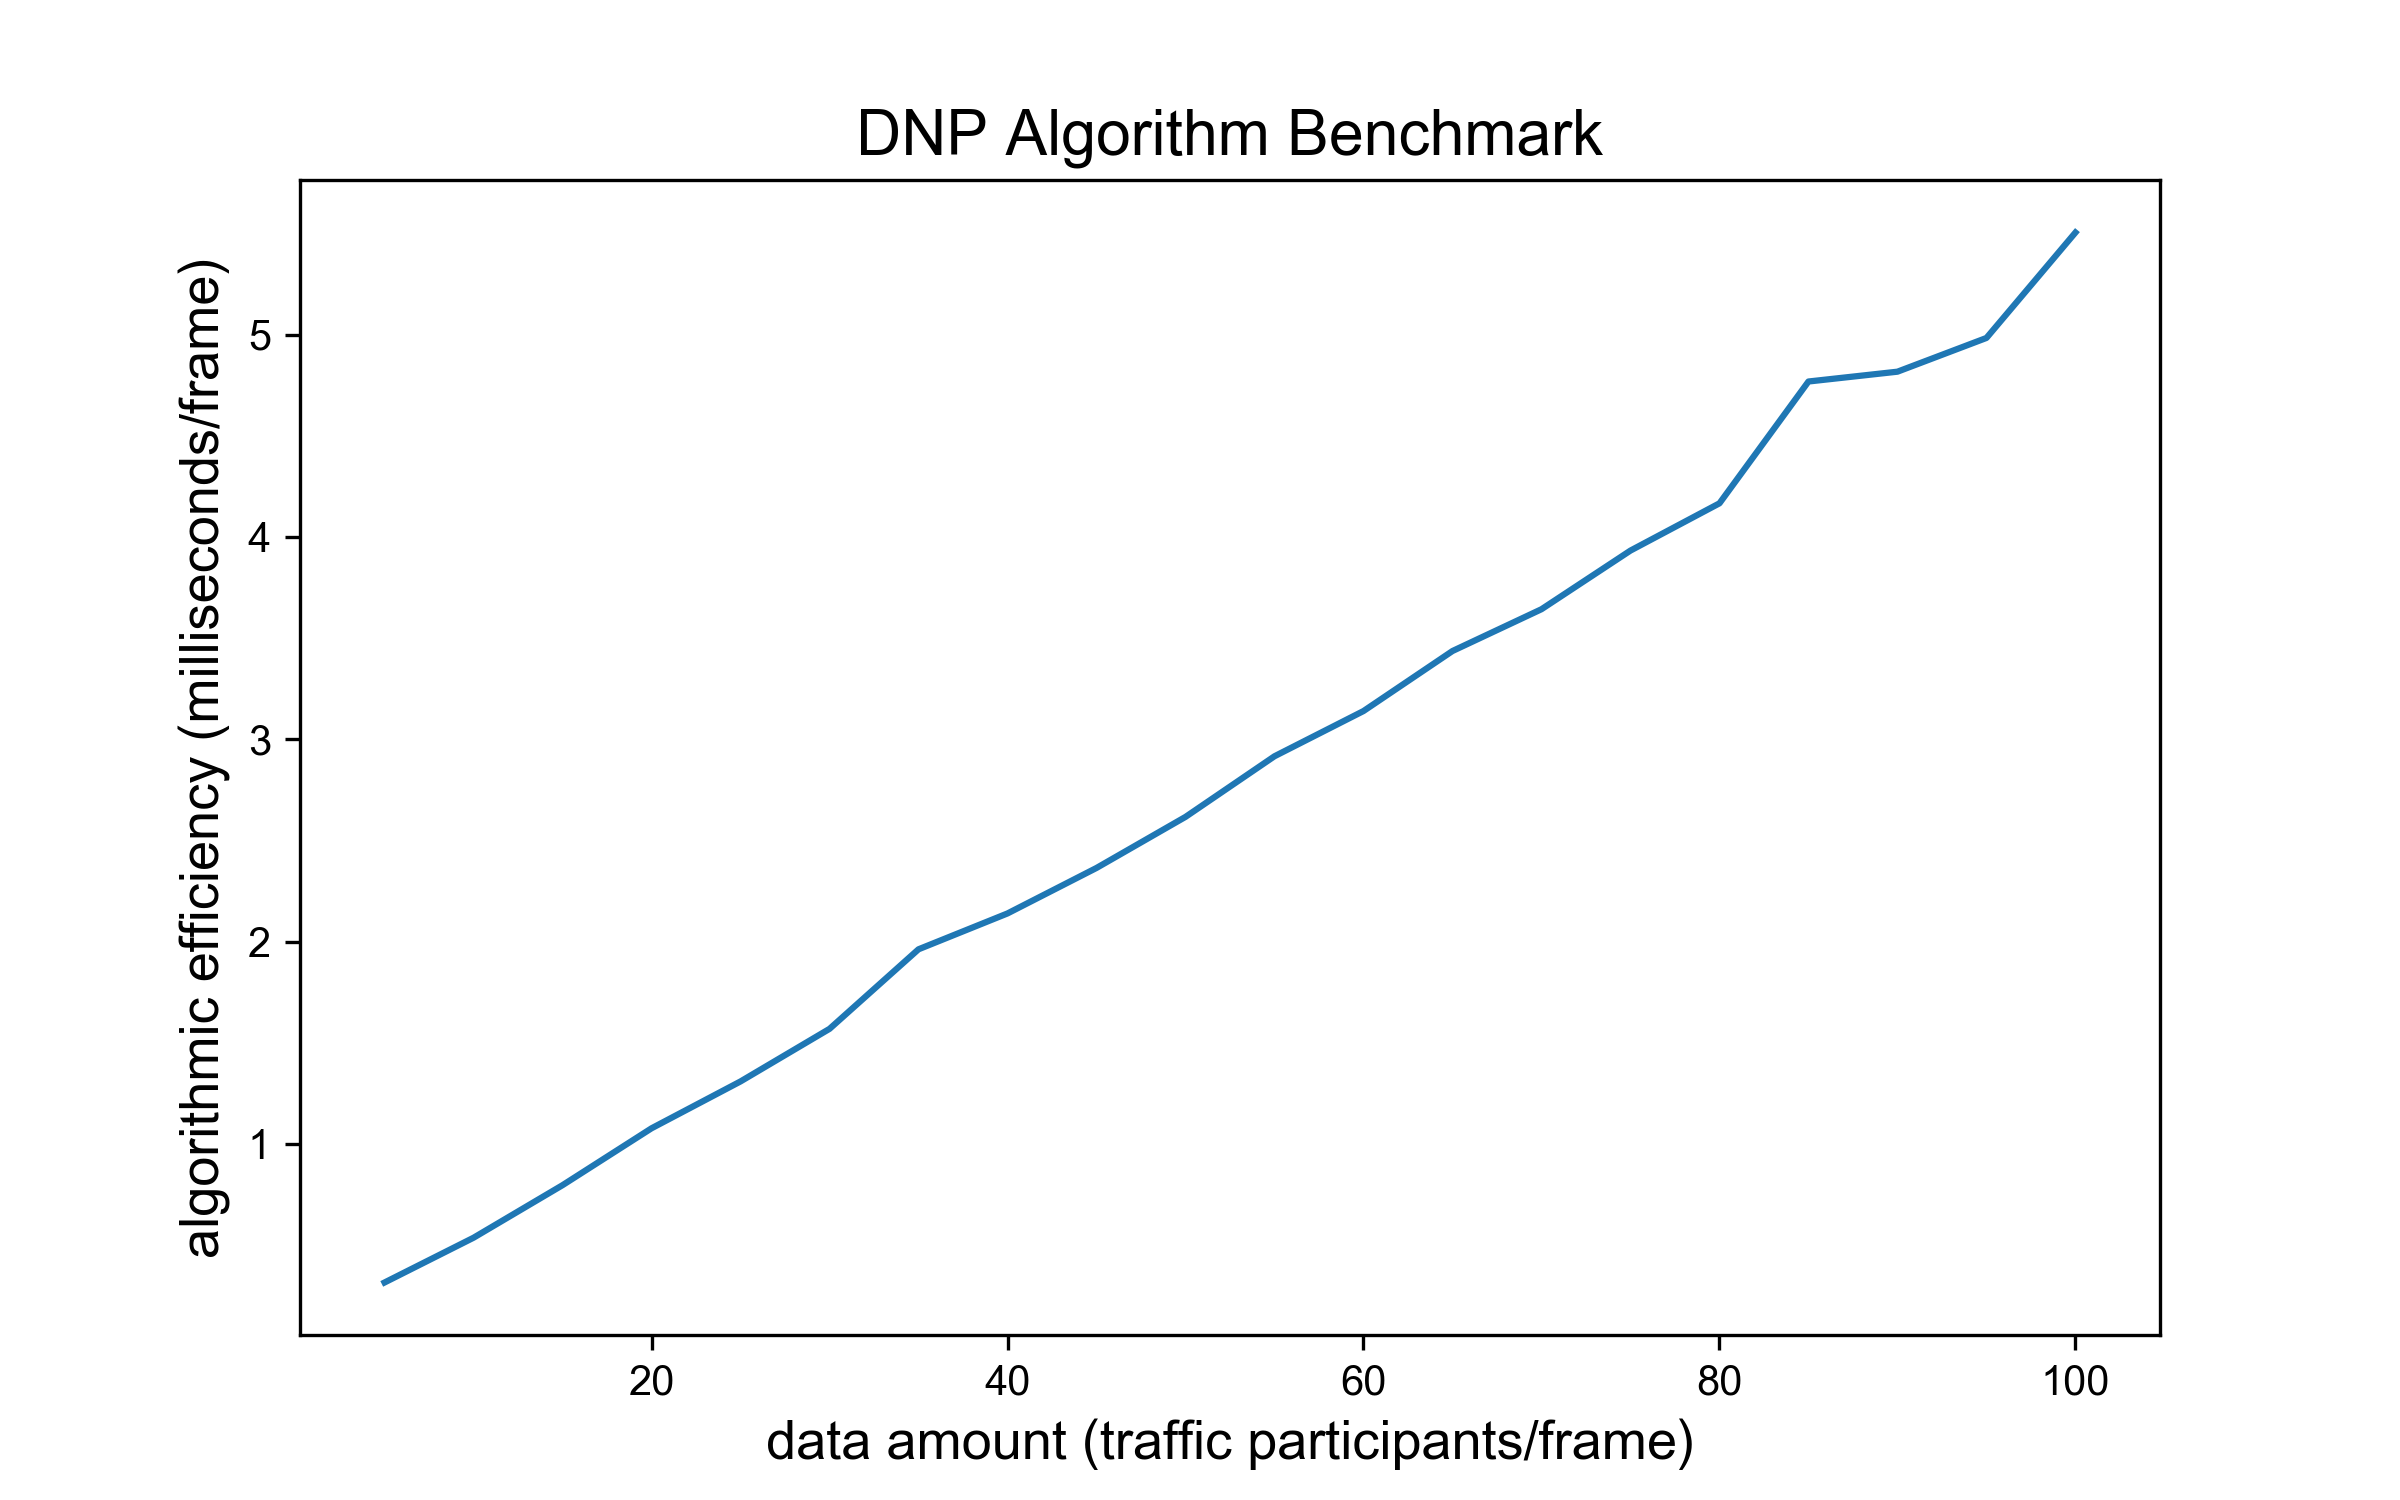 DNP Algorithm Benchmark
algorithmic efficiency (milliseconds/frame)
5
4
3
2
1
20 40 60 80 100
data amount (traffic participants/frame)